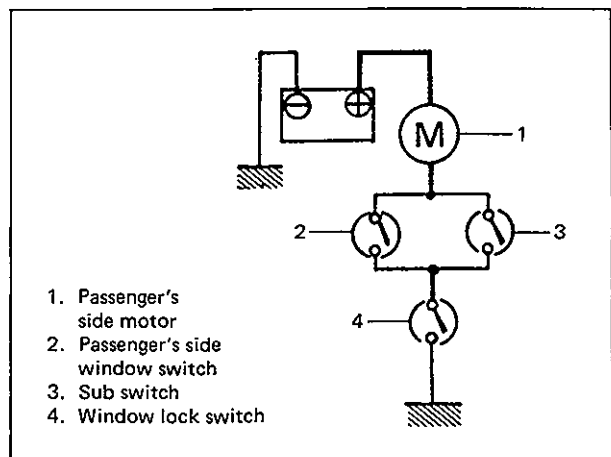 M
1
2
3
4
1. Passenger's
side motor
2. Passenger's side
window switch
3. Sub switch
4. Window lock switch